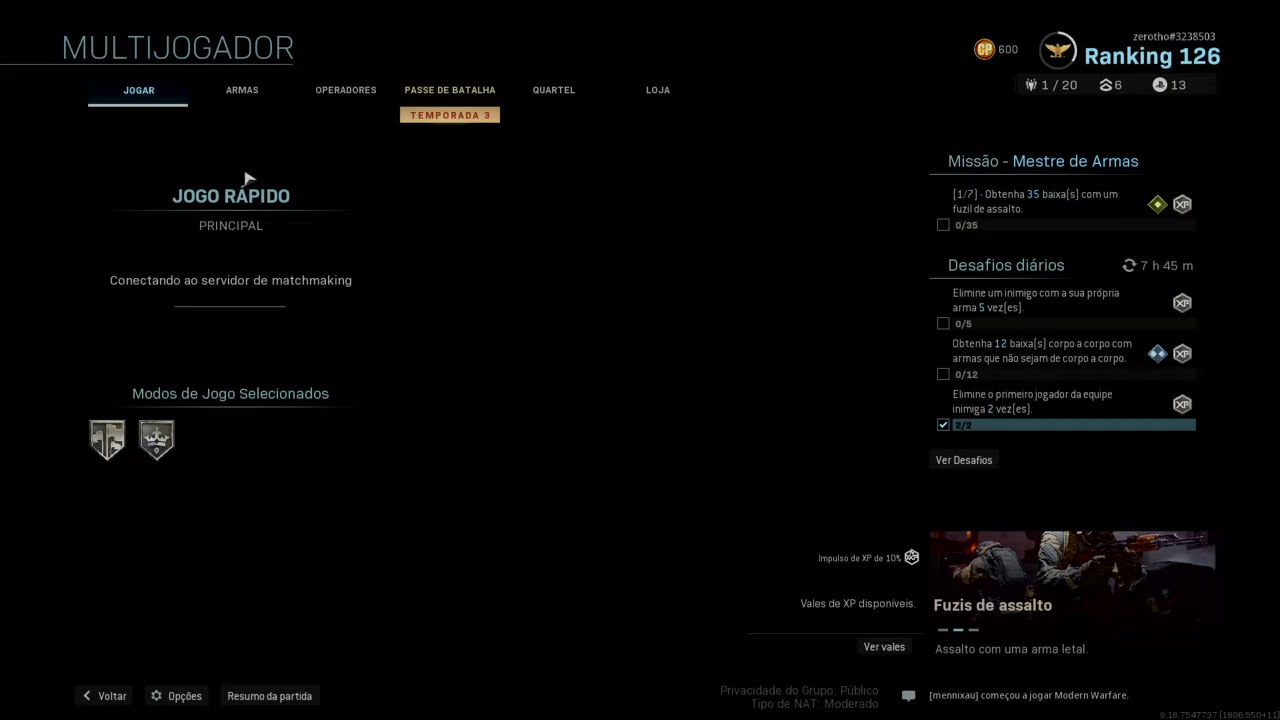 MULTIJOGADOR
CP 600
zerotho#3238503
Ranking 126
1 / 20 6 13
JOGAR ARMAS OPERADORES PASSE DE BATALHA QUARTEL LOJA
TEMPORADA 3
JOGO RÁPIDO
PRINCIPAL
Conectando ao servidor de matchmaking
Modos de Jogo Selecionados
Missão - Mestre de Armas
[1/7] - Obtenha 35 baixa(s) com um
fuzil de assalto.
XP
0/35
Desafios diários 7 h 45 m
Elimine um inimigo com a sua própria
arma 5 vez(es).
XP
0/5
Obtenha 12 baixa(s) corpo a corpo com
armas que não sejam de corpo a corpo.
XP
0/12
Elimine o primeiro jogador da equipe
inimiga 2 vez(es).
XP
2/2
Ver Desafios
Impulso de XP de 10%
Vales de XP disponíveis.
Ver vales
Fuzis de assalto
Assalto com uma arma letal.
Voltar Opções Resumo da partida
Privacidade do Grupo: Público
Tipo de NAT: Moderado
[mennixau] começou a jogar Modern Warfare.